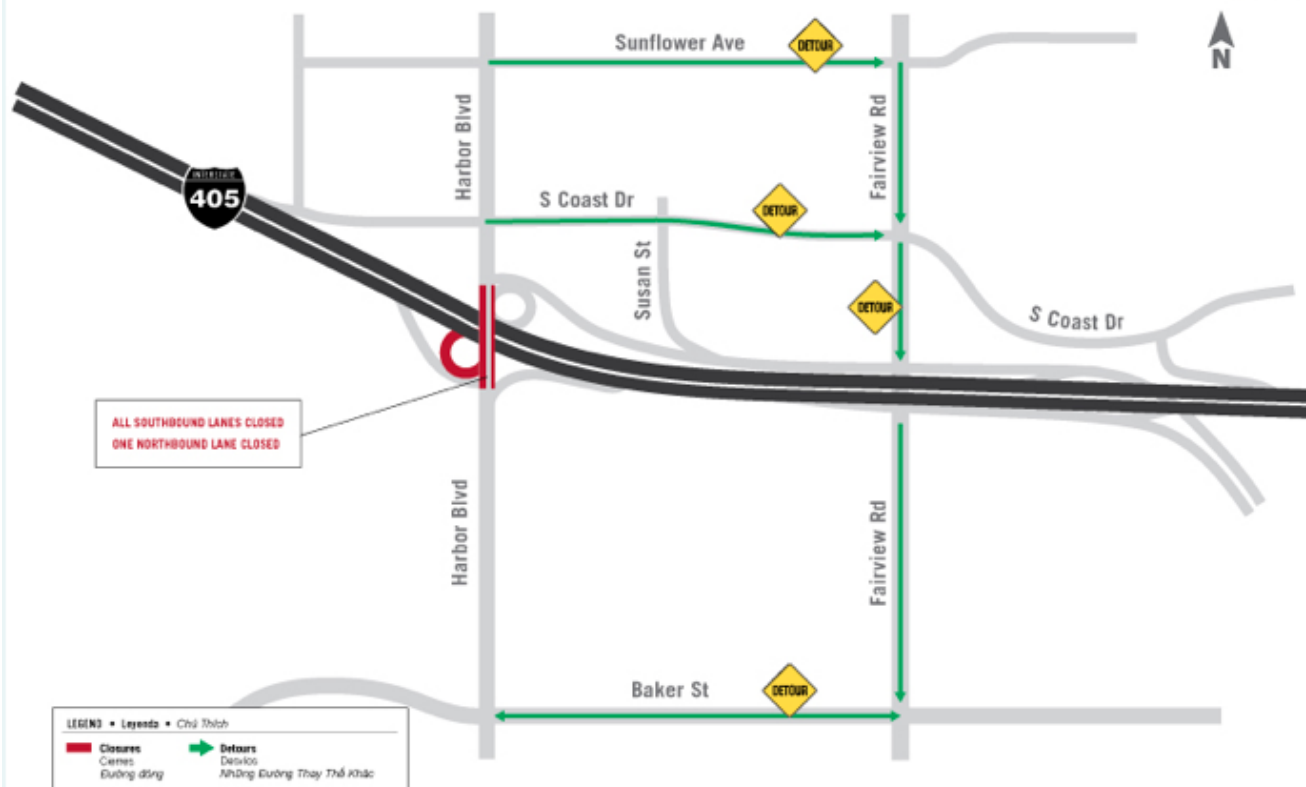 Sunflower Ave
DETOUR
N
Harbor Blvd
Fairview Rd
INTERSTATE
405
S Coast Dr
DETOUR
Susan St
DETOUR
S Coast Dr
ALL SOUTHBOUND LANES CLOSED
ONE NORTHBOUND LANE CLOSED
Harbor Blvd
Fairview Rd
Baker St
DETOUR
LEGEND • Leyenda • Chú Thích
Closures
Cierres
Đường đóng
Detours
Desvíos
Những Đường Thay Thế Khác